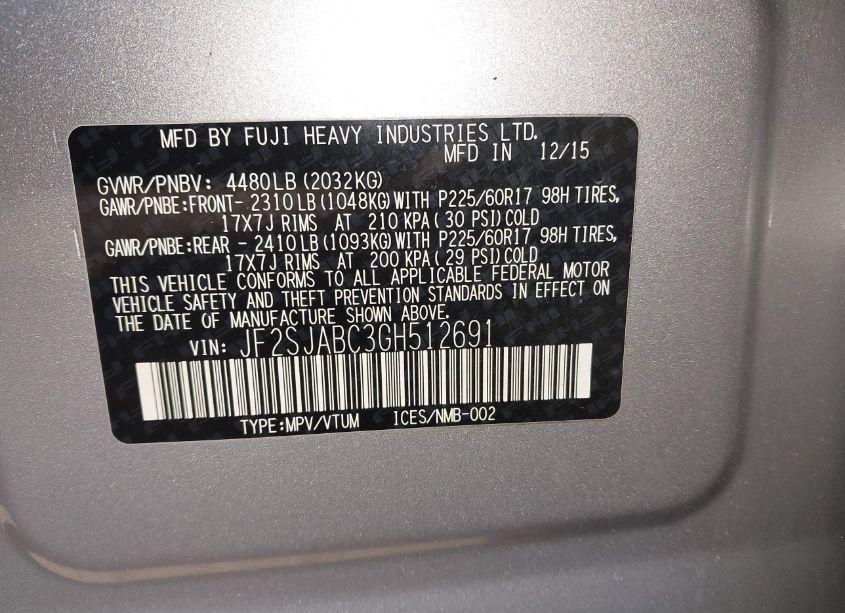 MFD BY FUJI HEAVY INDUSTRIES LTD.
MFD IN 12/15
GVWR/PNBV: 4480LB (2032KG)
GAWR/PNBE:FRONT- 2310LB (1048KG) WITH P225/60R17 98H TIRES,
17X7J RIMS AT 210 KPA ( 30 PSI) COLD
GAWR/PNBE:REAR - 2410LB (1093KG) WITH P225/60R17 98H TIRES,
17X7J RIMS AT 200 KPA ( 29 PSI) COLD
THIS VEHICLE CONFORMS TO ALL APPLICABLE FEDERAL MOTOR
VEHICLE SAFETY AND THEFT PREVENTION STANDARDS IN EFFECT ON
THE DATE OF MANUFACTURE SHOWN ABOVE.
VIN: JF2SJABC3GH512691
TYPE:MPV/VTUM ICES/NMB-002